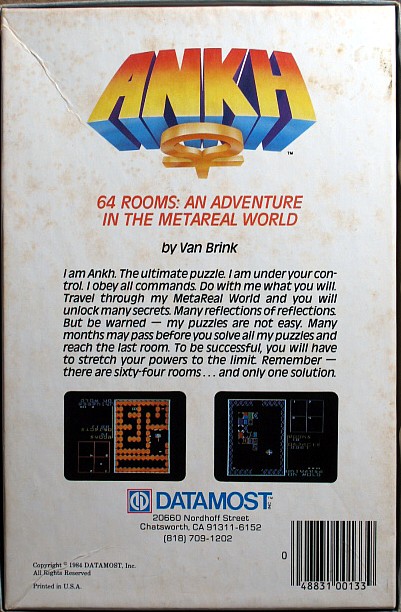 ANKH
™
64 ROOMS: AN ADVENTURE
IN THE METAREAL WORLD
by Van Brink
I am Ankh. The ultimate puzzle. I am under your con-
trol. I obey all commands. Do with me what you will.
Travel through my MetaReal World and you will
unlock many secrets. Many reflections of reflections.
But be warned — my puzzles are not easy. Many
months may pass before you solve all my puzzles and
reach the last room. To be successful, you will have
to stretch your powers to the limit. Remember —
there are sixty-four rooms . . . and only one solution.
DATAMOST INC.
20660 Nordhoff Street
Chatsworth, CA 91311-6152
(818) 709-1202
Copyright © 1984 DATAMOST, Inc.
All Rights Reserved
Printed in U.S.A.
0
48831 00133